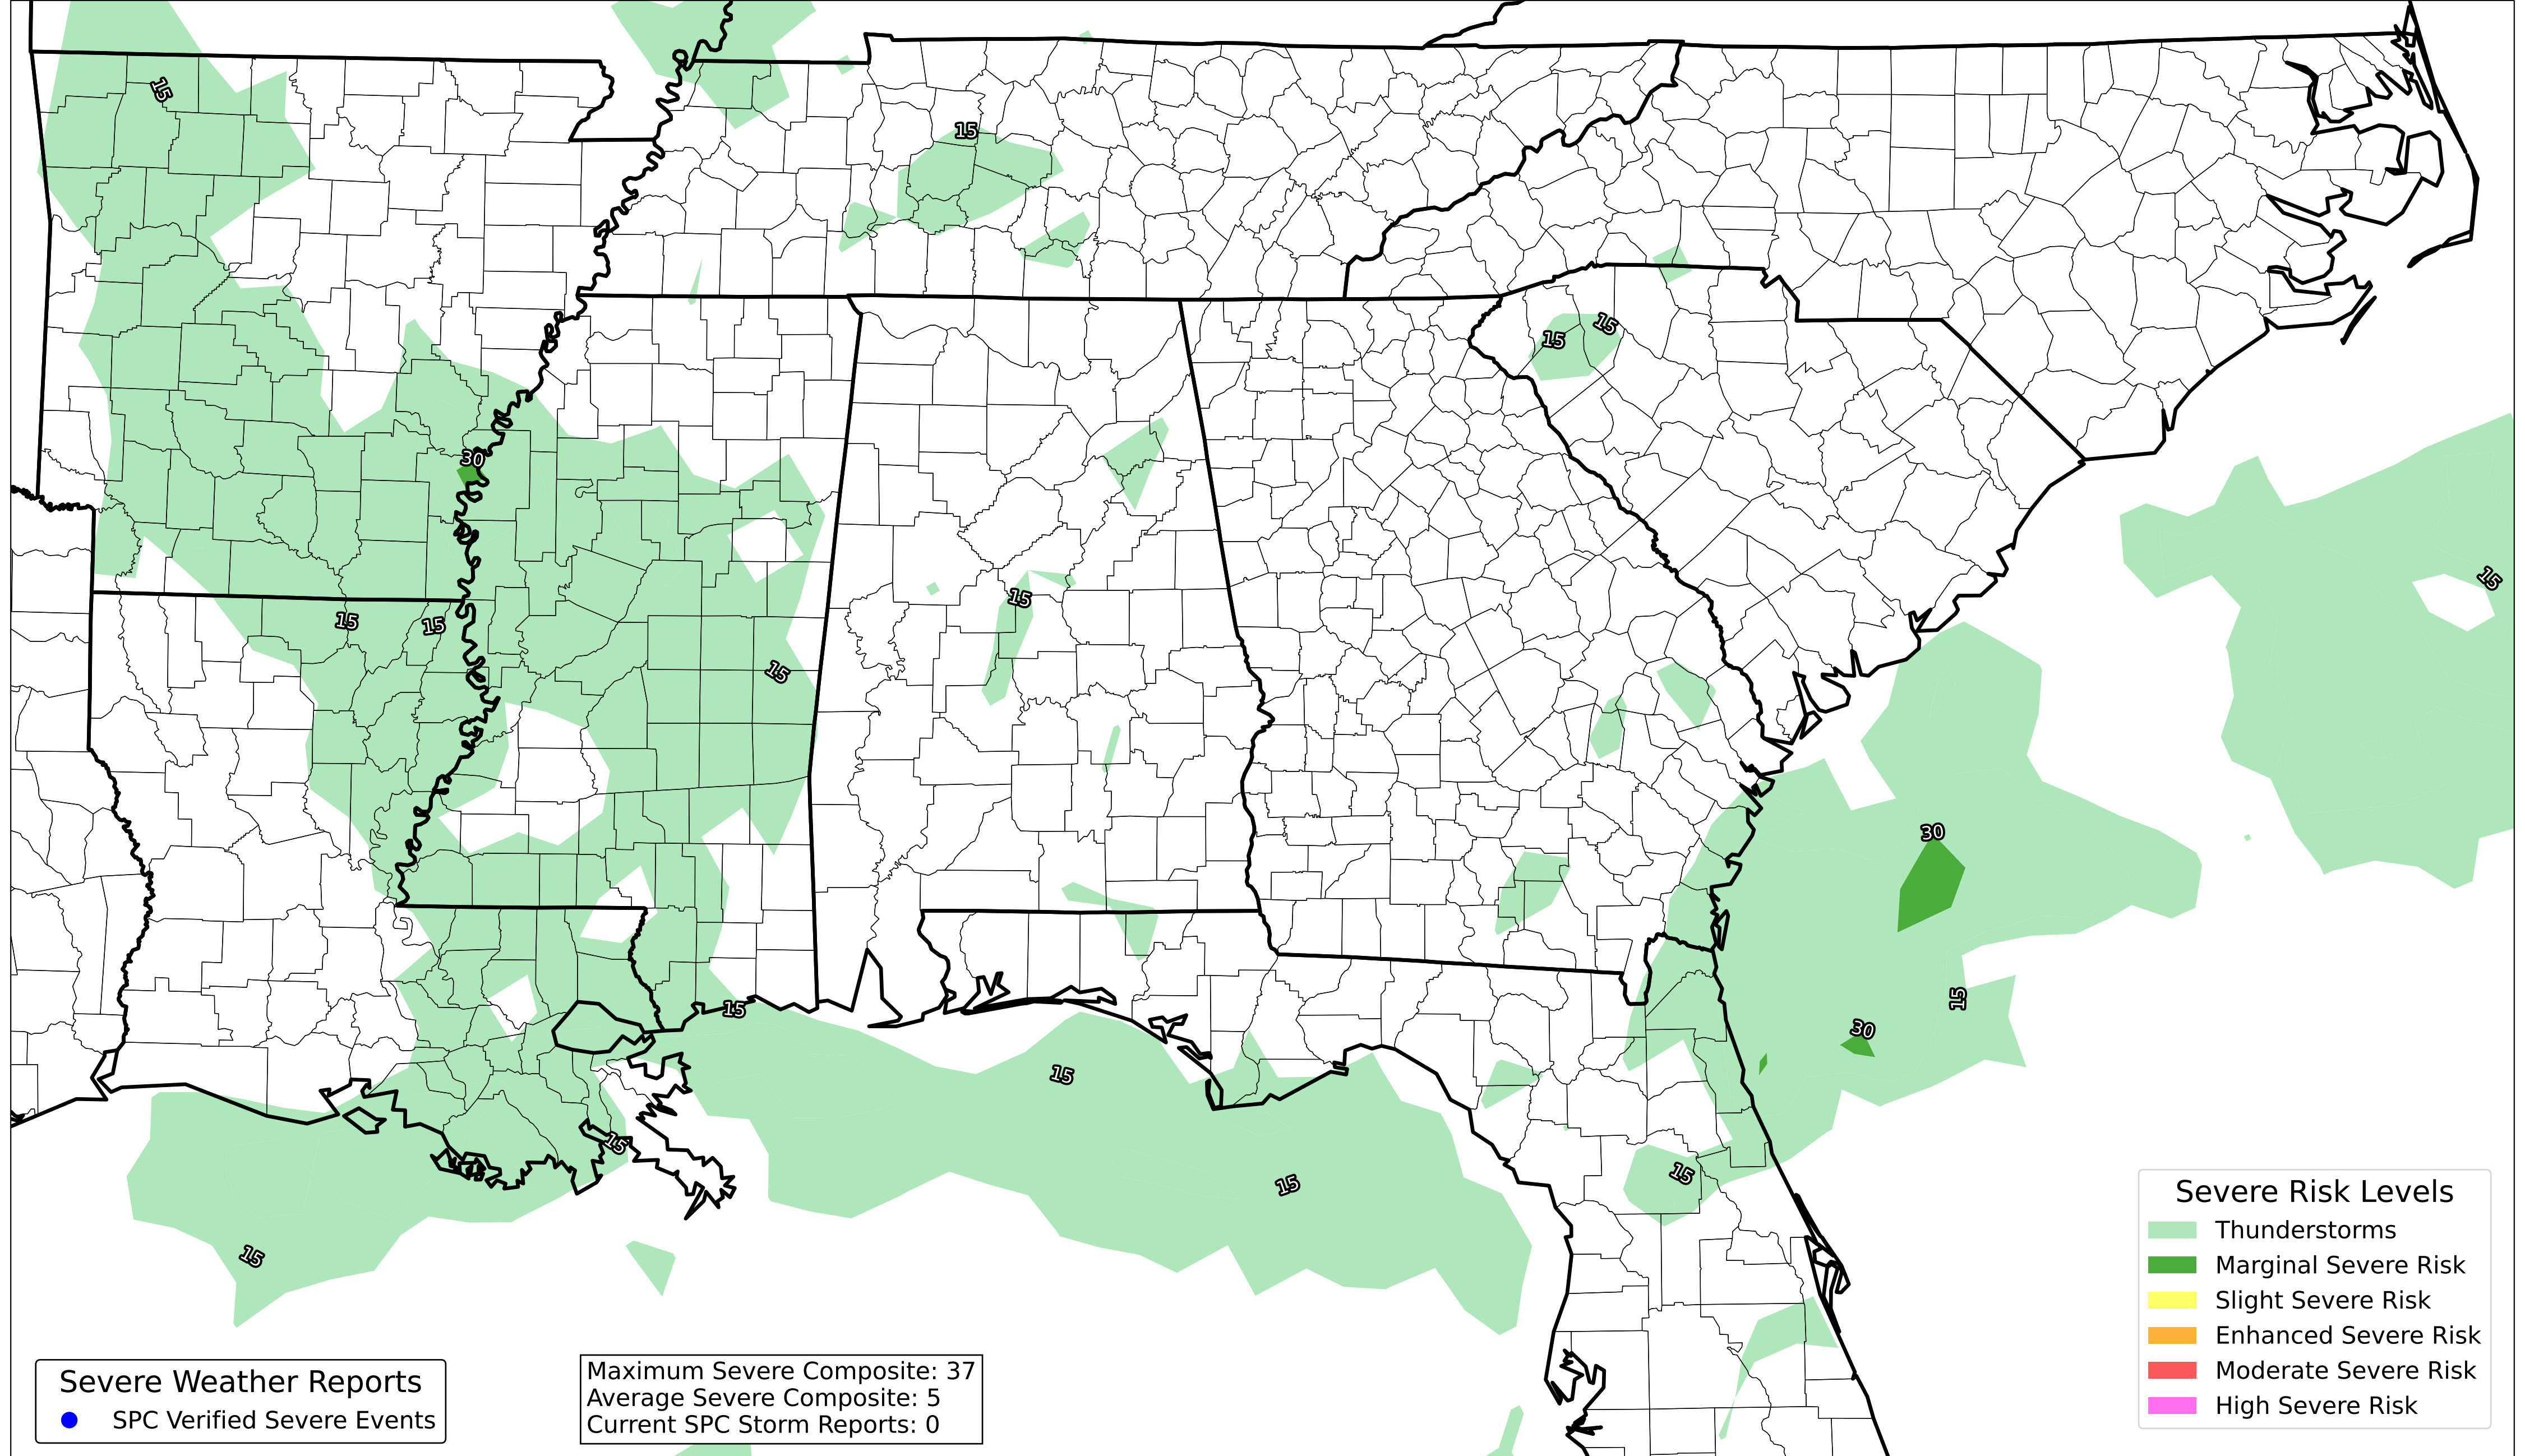 15
15
15
15
30
15
15
15
15
30
15
15
30
15
15
15
15
15
Severe Risk Levels
Thunderstorms
Marginal Severe Risk
Slight Severe Risk
Enhanced Severe Risk
Moderate Severe Risk
High Severe Risk
Severe Weather Reports
SPC Verified Severe Events
Maximum Severe Composite: 37
Average Severe Composite: 5
Current SPC Storm Reports: 0